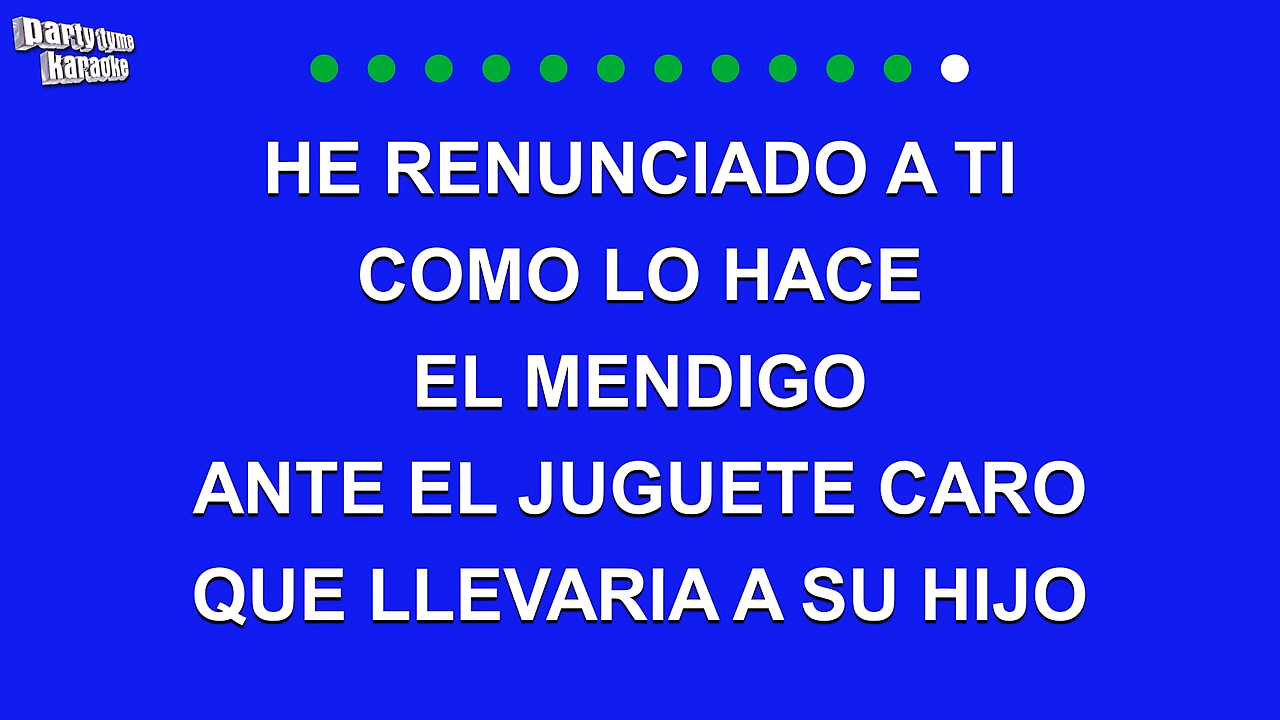 party tyme
karaoke
HE RENUNCIADO A TI
COMO LO HACE
EL MENDIGO
ANTE EL JUGUETE CARO
QUE LLEVARIA A SU HIJO